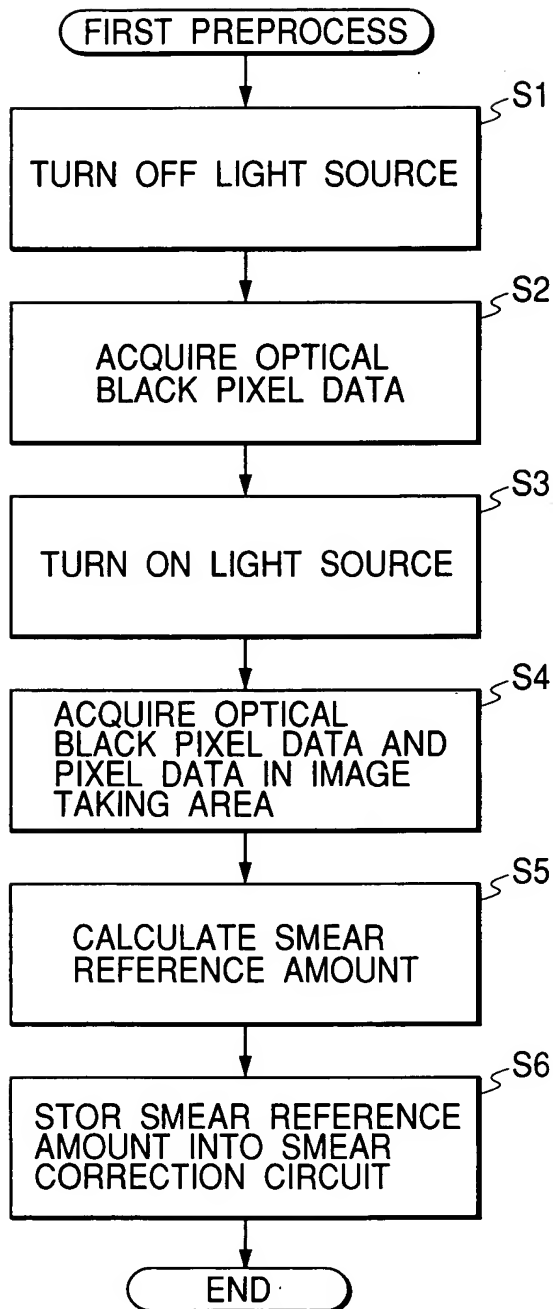 FIRST PREPROCESS
S1
TURN OFF LIGHT SOURCE
S2
ACQUIRE OPTICAL
BLACK PIXEL DATA
S3
TURN ON LIGHT SOURCE
S4
ACQUIRE OPTICAL
BLACK PIXEL DATA AND
PIXEL DATA IN IMAGE
TAKING AREA
S5
CALCULATE SMEAR
REFERENCE AMOUNT
S6
STOR SMEAR REFERENCE
AMOUNT INTO SMEAR
CORRECTION CIRCUIT
END